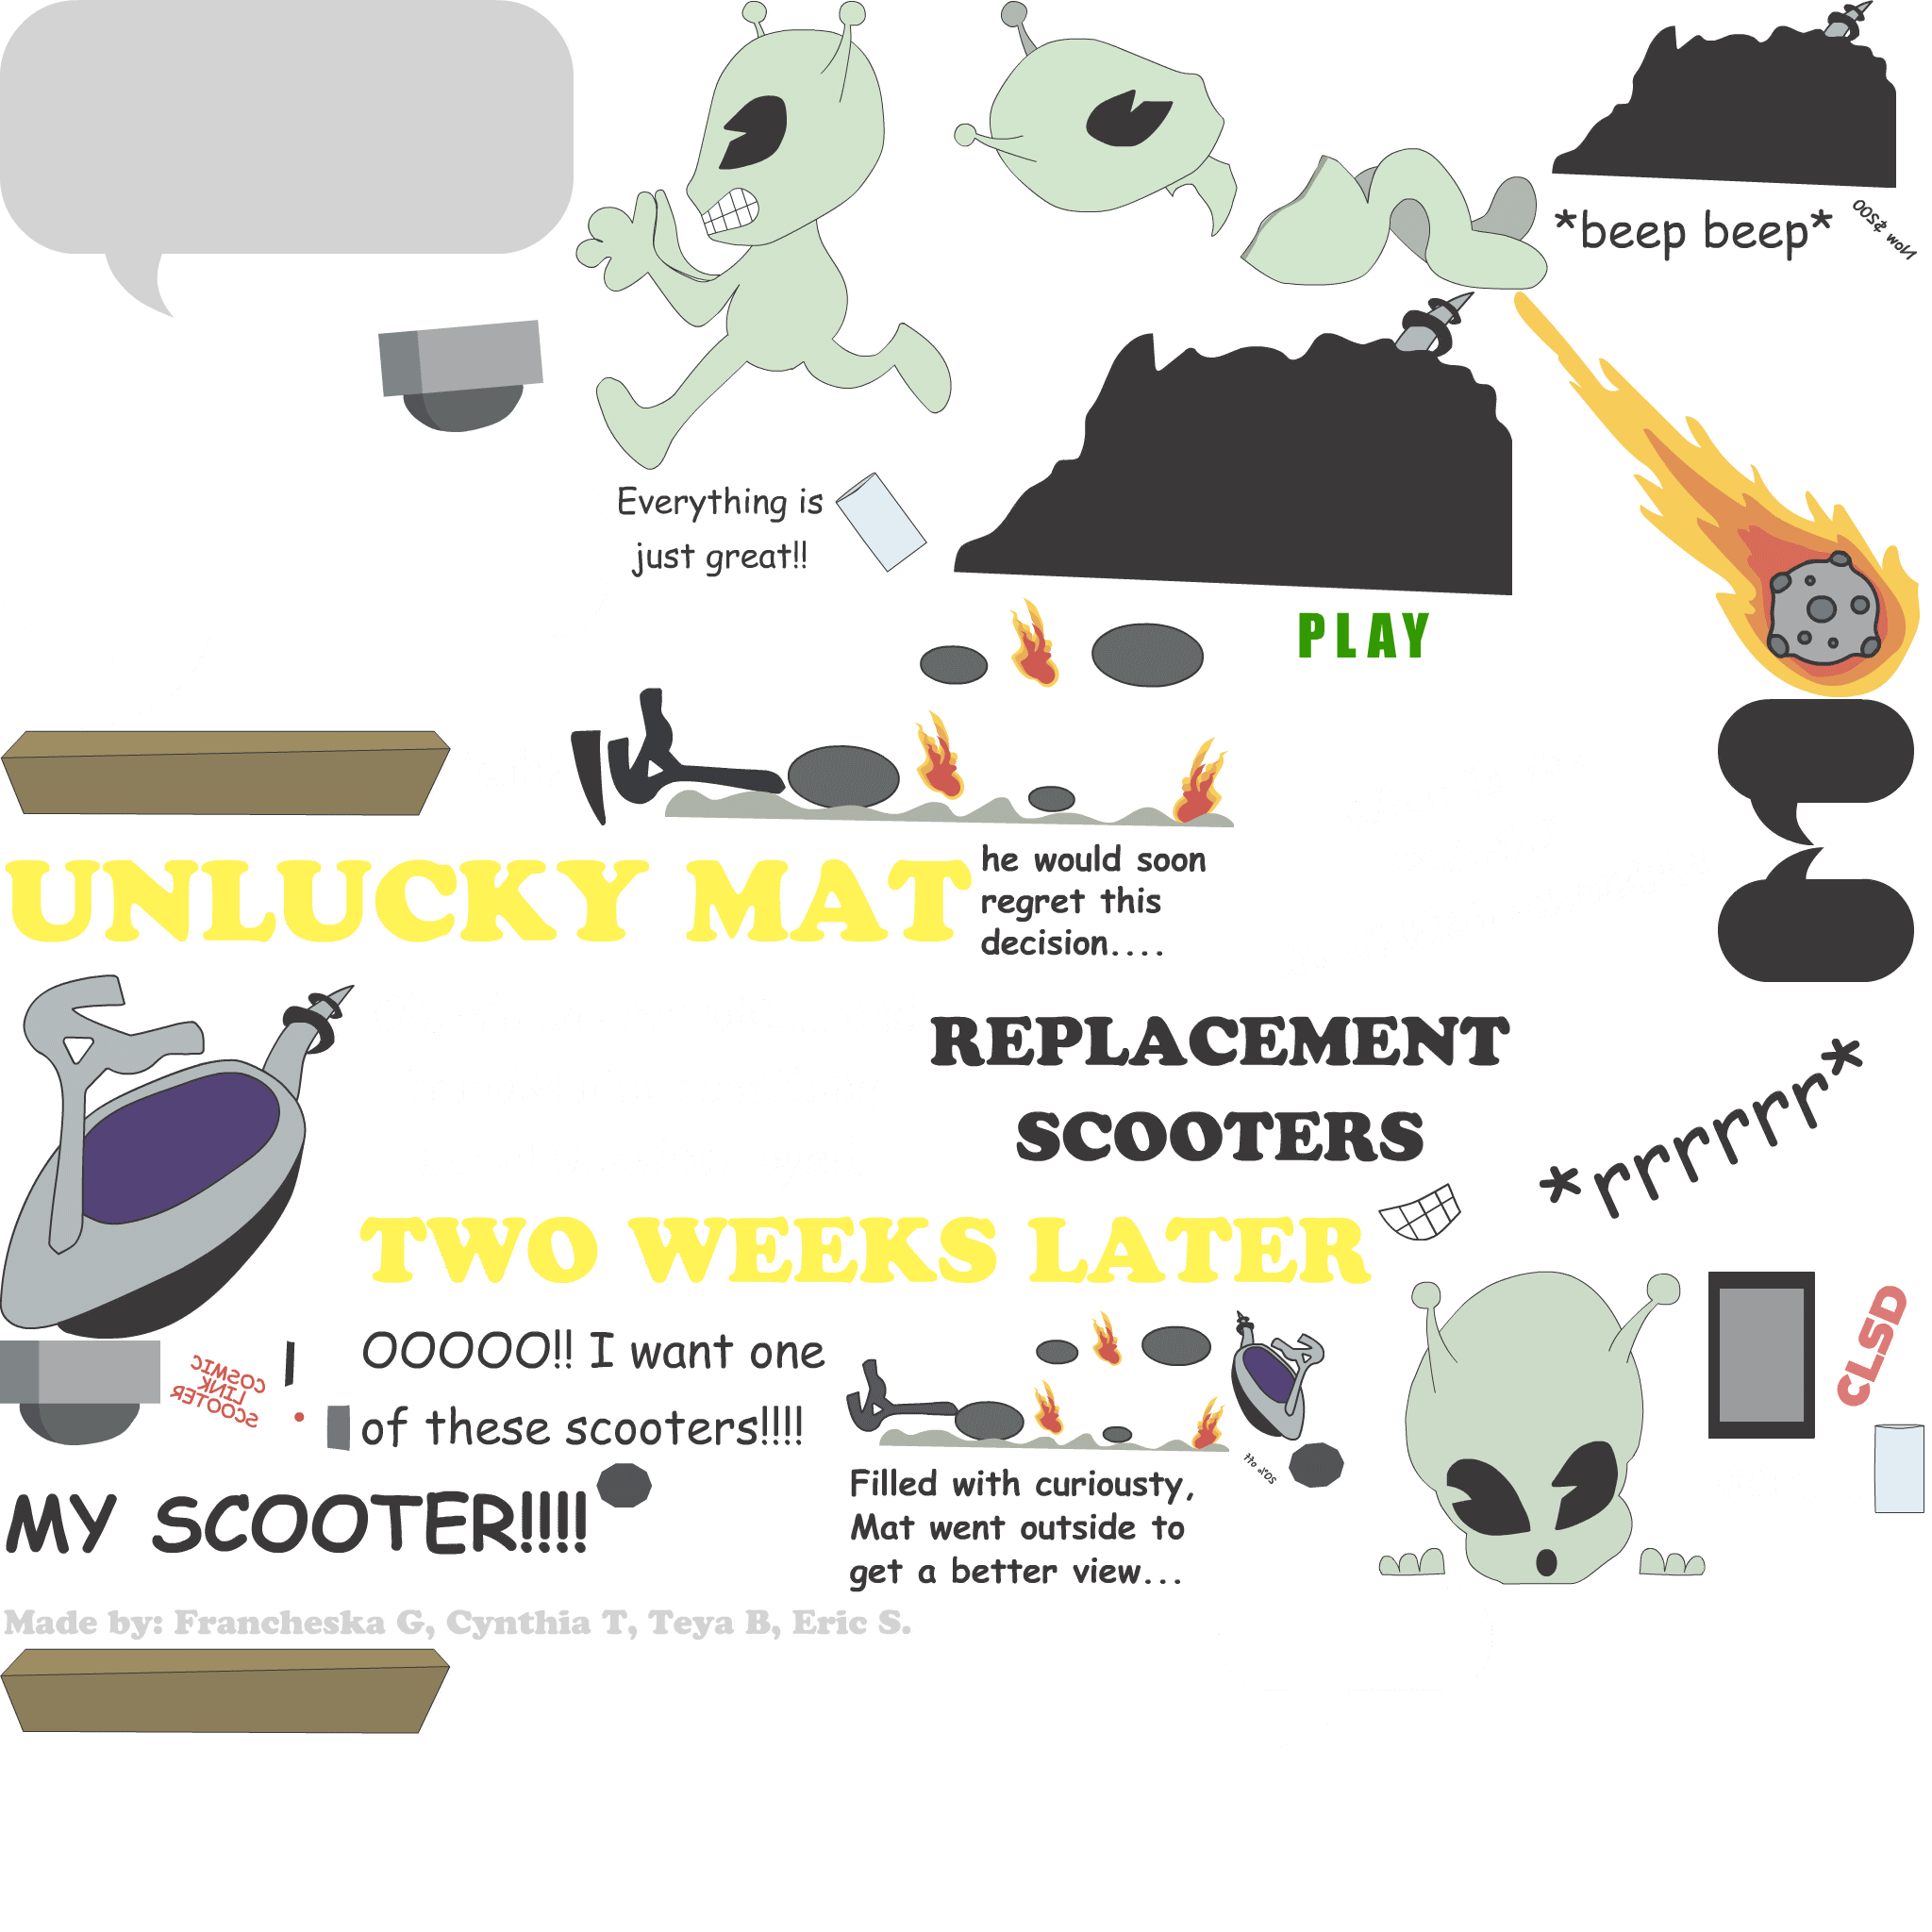 *beep beep*
Now $200
Everything is
just great!!
PLAY
UNLUCKY MAT
he would soon
regret this
decision....
REPLACEMENT
SCOOTERS
*rrrrrrr*
TWO WEEKS LATER
CLSD
COSMIC
LINK
SCOOTER
OOOOO!! I want one
of these scooters!!!!
50% off
MY SCOOTER!!!!
Filled with curiousty,
Mat went outside to
get a better view...
Made by: Francheska G, Cynthia T, Teya B, Eric S.